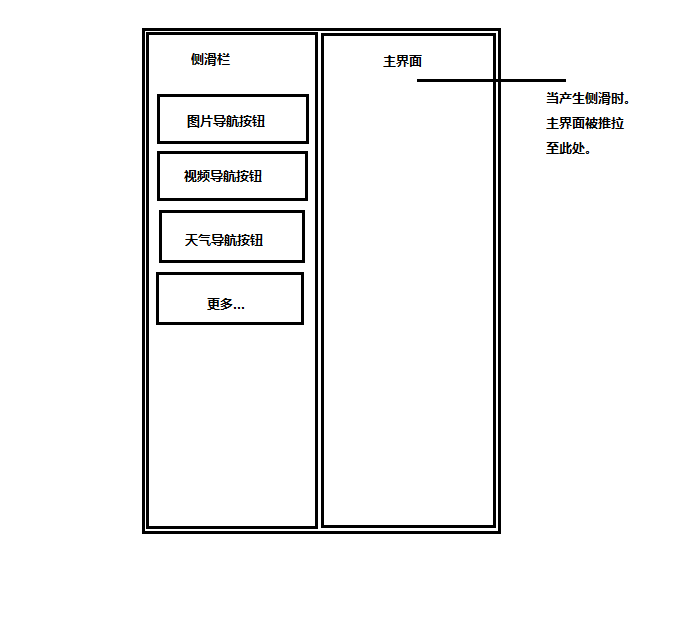 侧滑栏
主界面
图片导航按钮
视频导航按钮
天气导航按钮
更多...
当产生侧滑时。
主界面被推拉
至此处。